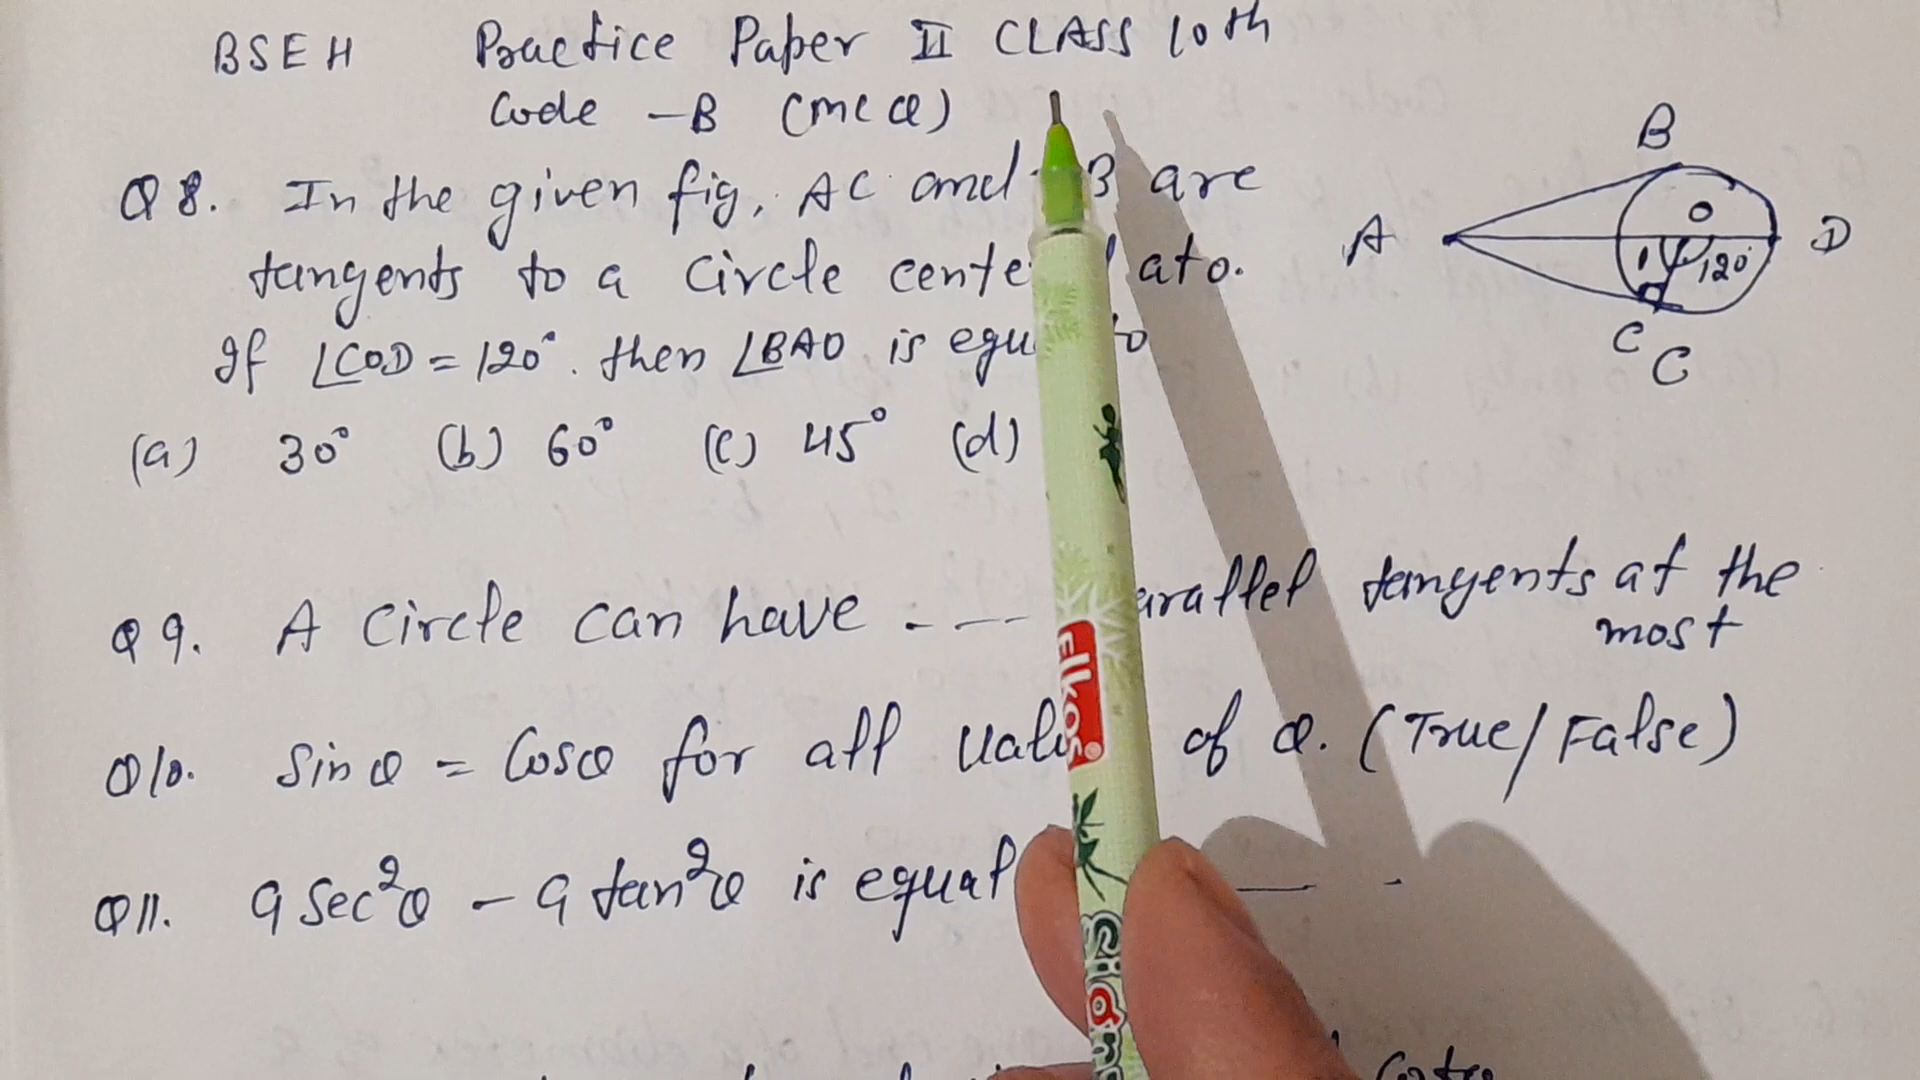 BSEH Practice Paper II CLASS 10th
Code -B (MCQ)
Q8. In the given fig, AC and B are
tangents to a Circle cente at o.
If ∠COD = 120°. then ∠BAO is equ to
(a) 30° (b) 60° (c) 45° (d)
B
A
O
D
1
120°
C
C
Q9. A Circle can have - -- arallel tangents at the
most
Q10. Sin θ = Cosθ for all Valu of θ. (True/False)
Q11. 9 Sec²θ - 9 tan²θ is equal — -
Elkos